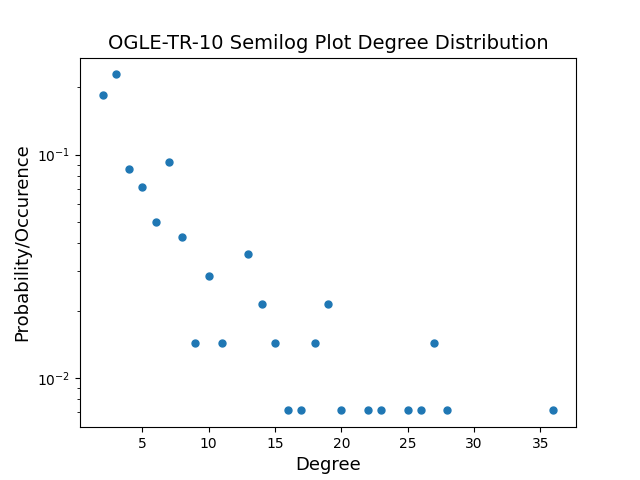 OGLE-TR-10 Semilog Plot Degree Distribution
Probability/Occurence
10⁻¹
10⁻²
5 10 15 20 25 30 35
Degree